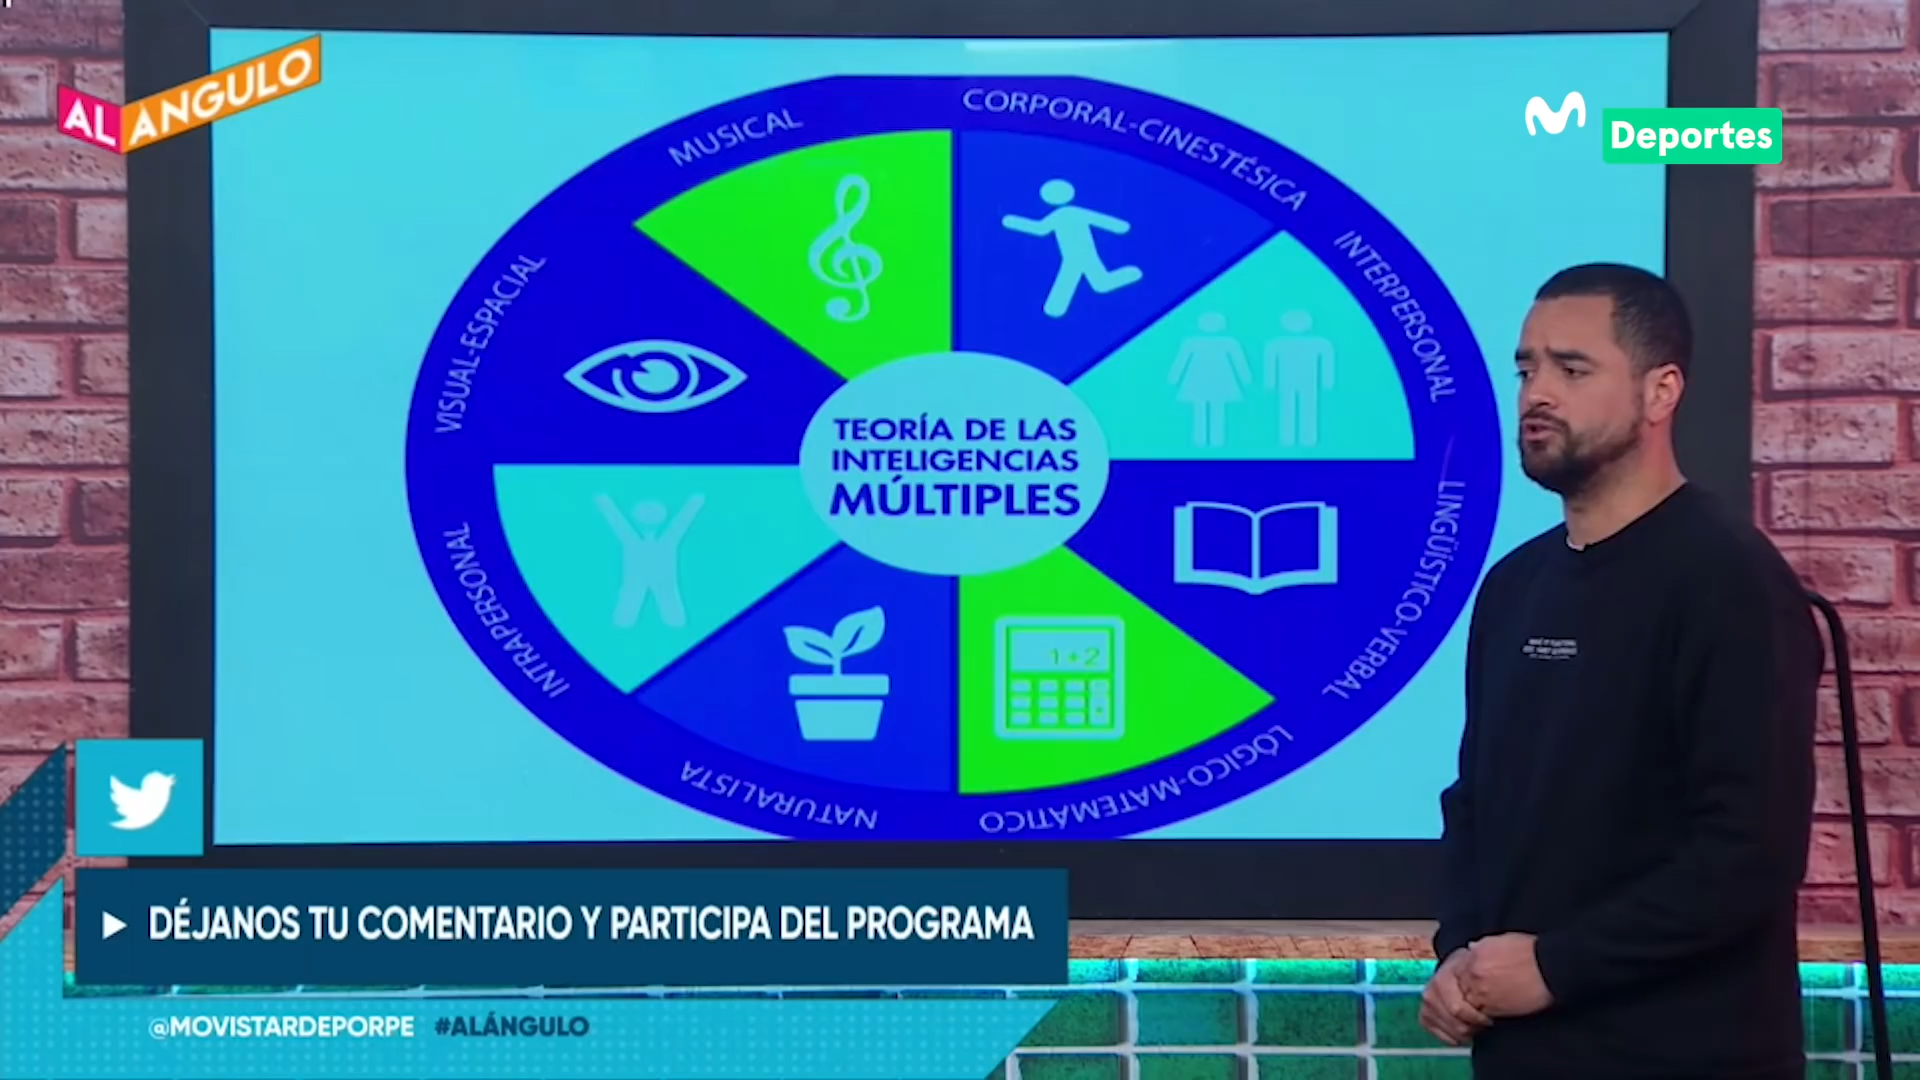 AL ÁNGULO
Deportes
MUSICAL
CORPORAL-CINESTÉSICA
INTERPERSONAL
VISUAL-ESPACIAL
TEORÍA DE LAS
INTELIGENCIAS
MÚLTIPLES
LINGÜÍSTICO-VERBAL
INTRAPERSONAL
1+2
NATURALISTA
LÓGICO-MATEMÁTICO
DÉJANOS TU COMENTARIO Y PARTICIPA DEL PROGRAMA
@MOVISTARDEPORPE #ALÁNGULO